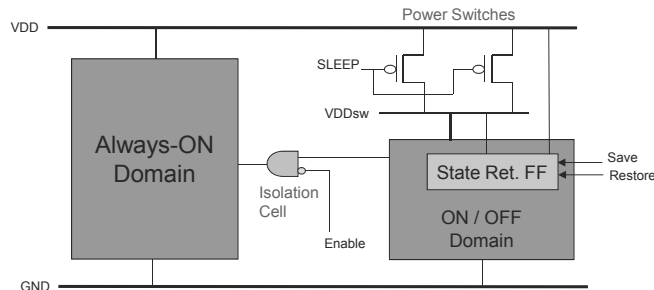 Power Switches
VDD
SLEEP
VDDsw
Always-ON
Domain
Isolation
Cell
Enable
State Ret. FF
Save
Restore
ON / OFF
Domain
GND